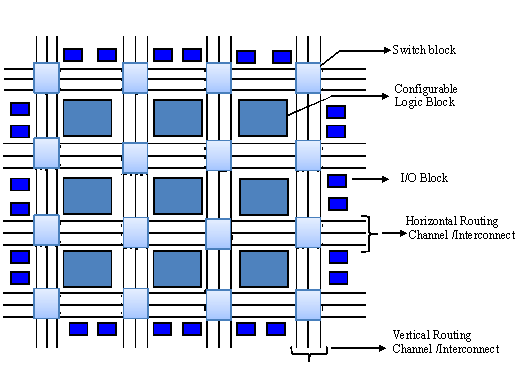 Switch block
Configurable
Logic Block
I/O Block
Horizontal Routing
Channel /Interconnect
Vertical Routing
Channel /Interconnect